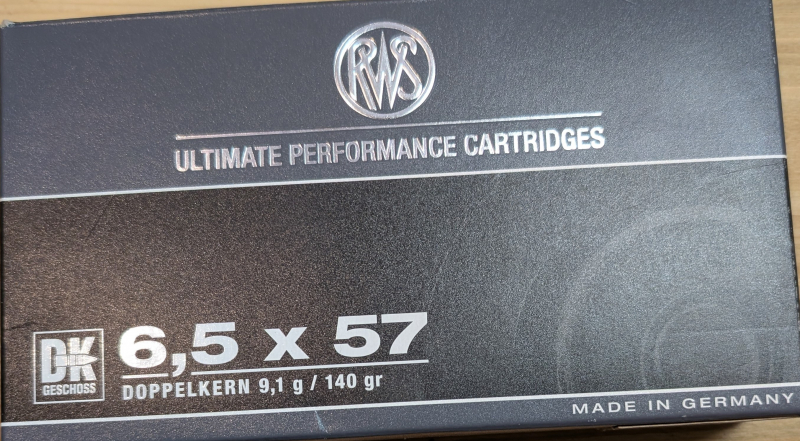 RWS
ULTIMATE PERFORMANCE CARTRIDGES
DK
GESCHOSS
6,5 x 57
DOPPELKERN 9,1 g / 140 gr
MADE IN GERMANY